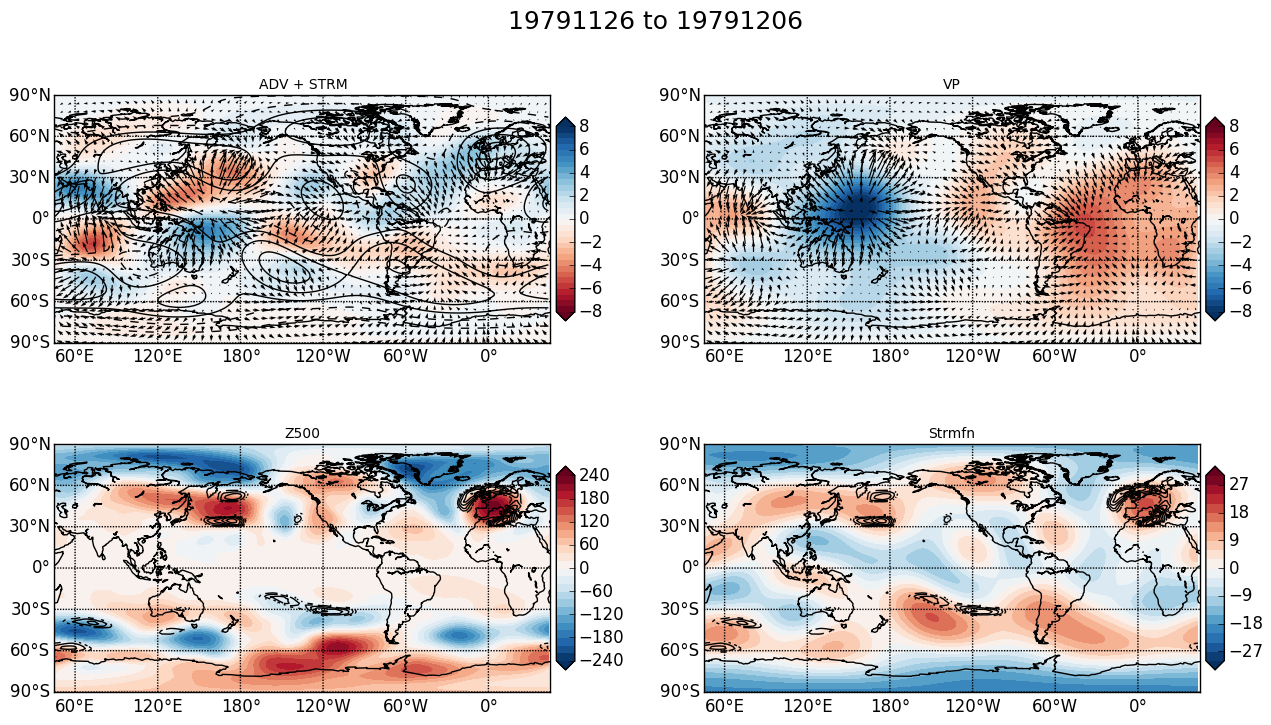 19791126 to 19791206
ADV + STRM
90°N
60°N
30°N
0°
30°S
60°S
90°S
60°E 120°E 180° 120°W 60°W 0°
8
6
4
2
0
−2
−4
−6
−8
VP
90°N
60°N
30°N
0°
30°S
60°S
90°S
60°E 120°E 180° 120°W 60°W 0°
8
6
4
2
0
−2
−4
−6
−8
Z500
90°N
60°N
30°N
0°
30°S
60°S
90°S
60°E 120°E 180° 120°W 60°W 0°
240
180
120
60
0
−60
−120
−180
−240
Strmfn
90°N
60°N
30°N
0°
30°S
60°S
90°S
60°E 120°E 180° 120°W 60°W 0°
27
18
9
0
−9
−18
−27